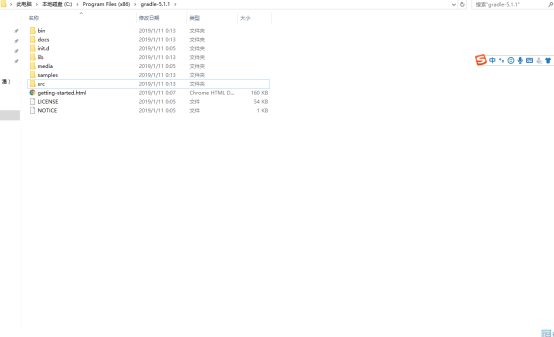 此电脑 › 本地磁盘 (C:) › Program Files (x86) › gradle-5.1.1 ›
搜索"gradle-5.1.1"
名称 修改日期 类型 大小
bin 2019/1/11 0:13 文件夹
docs 2019/1/11 0:13 文件夹
init.d 2019/1/11 0:05 文件夹
lib 2019/1/11 0:13 文件夹
media 2019/1/11 0:05 文件夹
samples 2019/1/11 0:13 文件夹
src 2019/1/11 0:13 文件夹
getting-started.html 2019/1/11 0:07 Chrome HTML D... 160 KB
LICENSE 2019/1/11 0:05 文件 54 KB
NOTICE 2019/1/11 0:05 文件 1 KB
中